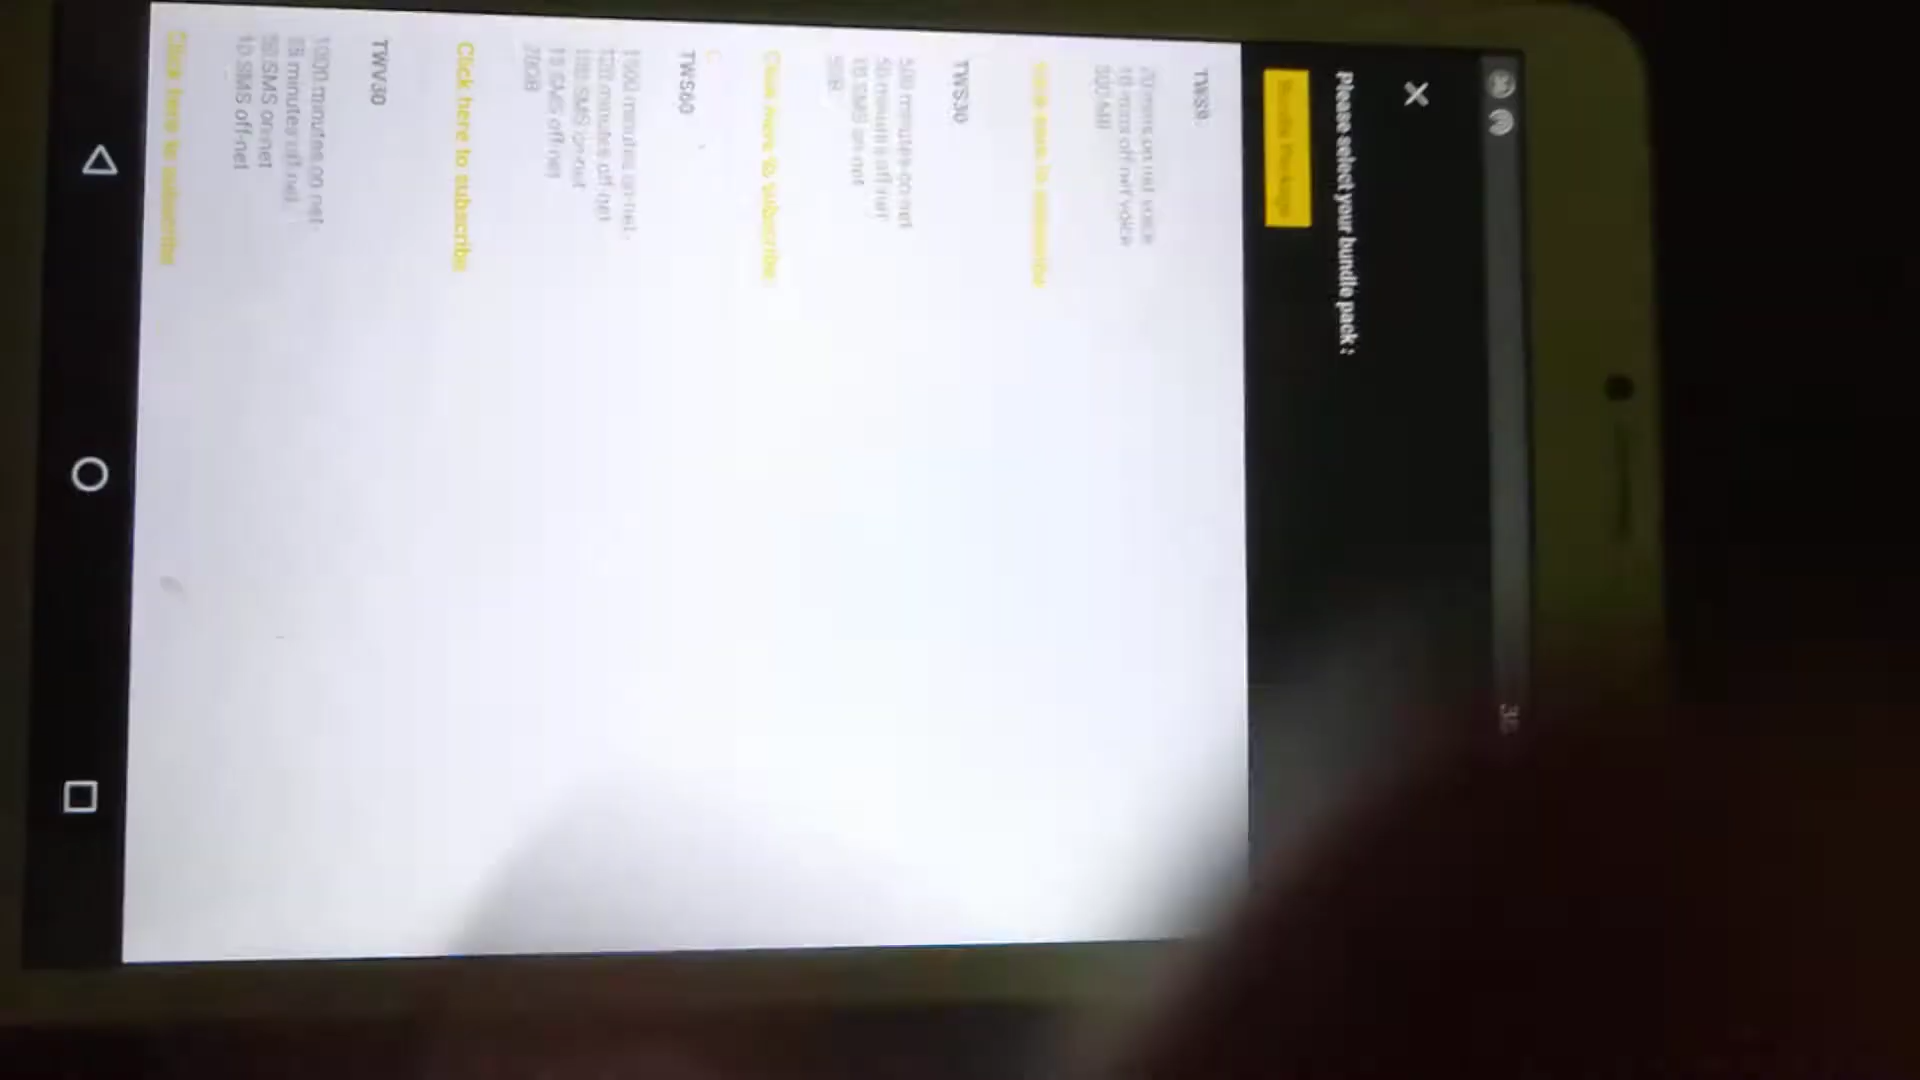 Please select your bundle pack :
TWS8
70 mins on net voice
10 mins off net voice
800 MB
Click here to subscribe
TWS30
500 minutes on-net
50 minutes off net
10 SMS on-net
5GB
Click here to subscribe
TWS60
1500 minutes on-net-
120 minutes off-net
100 SMS on-net
15 SMS off-net
20GB
Click here to subscribe
TWV30
1000 minutes on net-
minutes off net
50 SMS on-net
10 SMS off-net
Click here to subscribe